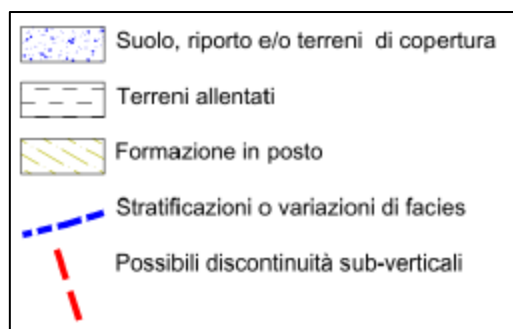 Suolo, riporto e/o terreni di copertura
Terreni allentati
Formazione in posto
Stratificazioni o variazioni di facies
Possibili discontinuità sub-verticali